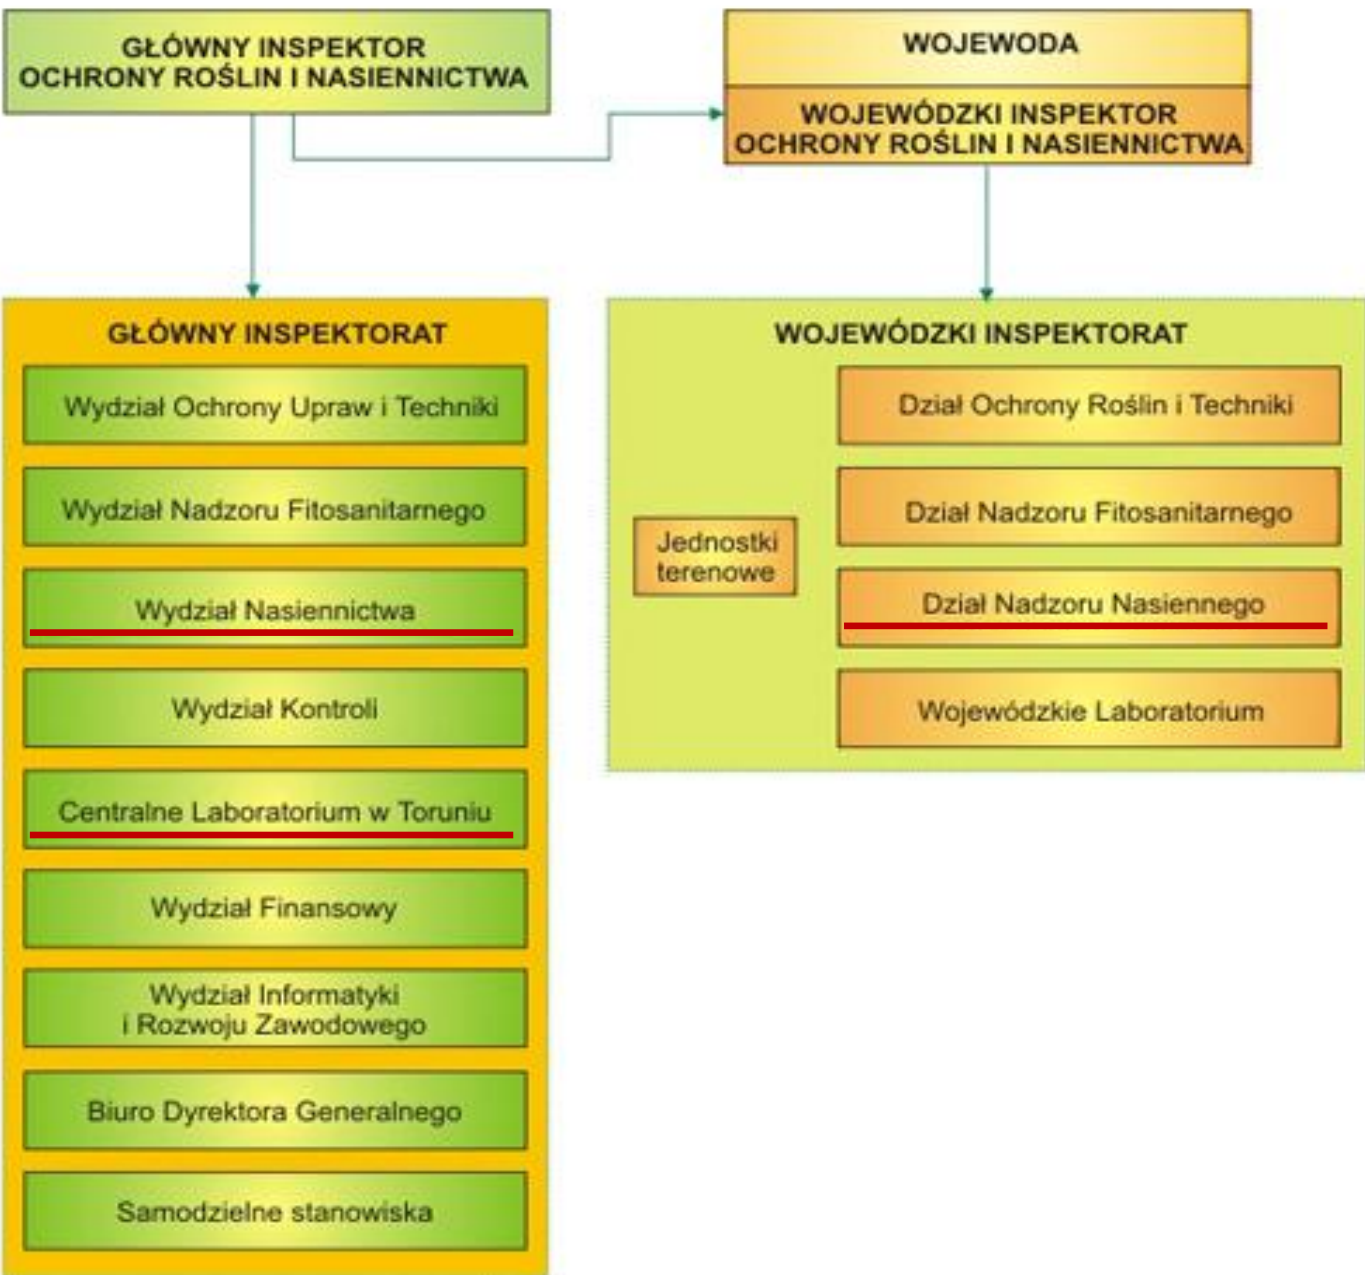 GŁÓWNY INSPEKTOR
OCHRONY ROŚLIN I NASIENNICTWA
WOJEWODA
WOJEWÓDZKI INSPEKTOR
OCHRONY ROŚLIN I NASIENNICTWA
GŁÓWNY INSPEKTORAT
Wydział Ochrony Upraw i Techniki
Wydział Nadzoru Fitosanitarnego
Wydział Nasiennictwa
Wydział Kontroli
Centralne Laboratorium w Toruniu
Wydział Finansowy
Wydział Informatyki
i Rozwoju Zawodowego
Biuro Dyrektora Generalnego
Samodzielne stanowiska
WOJEWÓDZKI INSPEKTORAT
Jednostki
terenowe
Dział Ochrony Roślin i Techniki
Dział Nadzoru Fitosanitarnego
Dział Nadzoru Nasiennego
Wojewódzkie Laboratorium